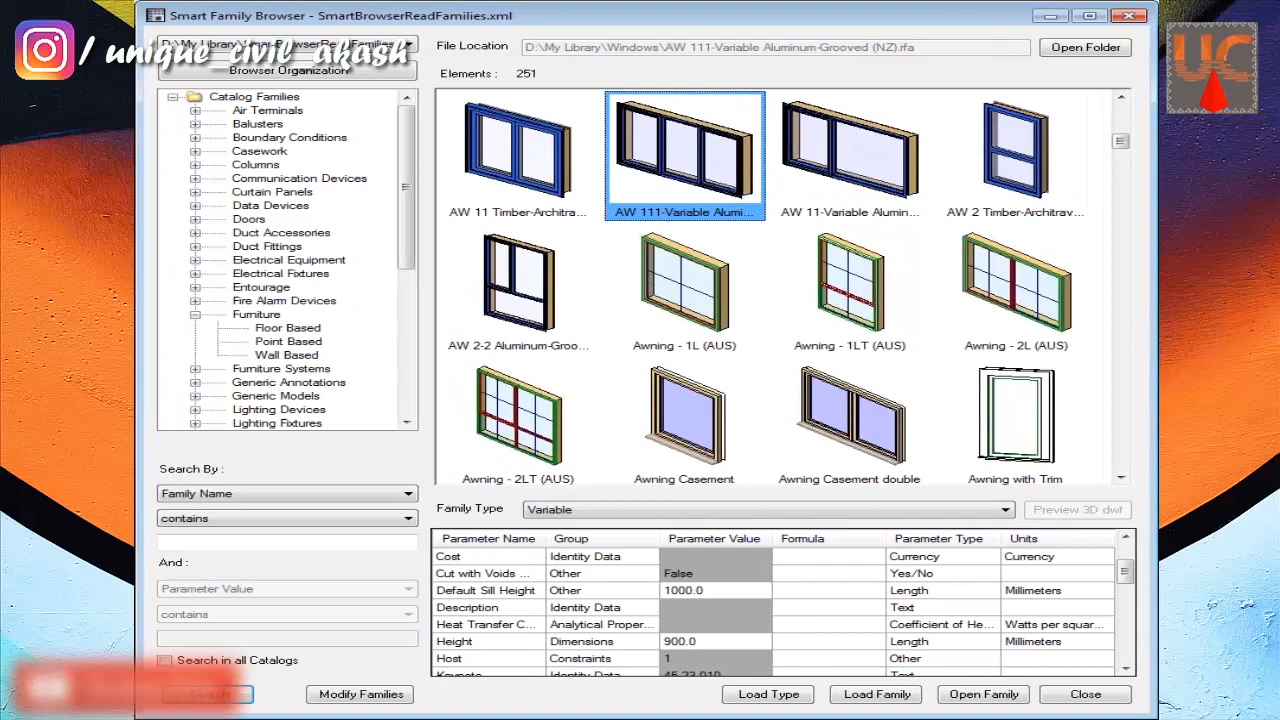 Smart Family Browser - SmartBrowserReadFamilies.xml
/ unique_civil_akash
UC
Browser Organization
File Location
D:\My Library\Windows\AW 111-Variable Aluminum-Grooved (NZ).rfa
Open Folder
Elements : 251
Catalog Families
Air Terminals
Balusters
Boundary Conditions
Casework
Columns
Communication Devices
Curtain Panels
Data Devices
Doors
Duct Accessories
Duct Fittings
Electrical Equipment
Electrical Fixtures
Entourage
Fire Alarm Devices
Furniture
Floor Based
Point Based
Wall Based
Furniture Systems
Generic Annotations
Generic Models
Lighting Devices
Lighting Fixtures
AW 11 Timber-Archita...
AW 111-Variable Alumi...
AW 11-Variable Alumin...
AW 2 Timber-Architrav...
AW 2-2 Aluminum-Groo...
Awning - 1L (AUS)
Awning - 1LT (AUS)
Awning - 2L (AUS)
Awning - 2LT (AUS)
Awning Casement
Awning Casement double
Awning with Trim
Search By :
Family Name
contains
And :
Parameter Value
contains
Search in all Catalogs
Search
Modify Families
Family Type
Variable
Preview 3D dwf
Parameter Name Group Parameter Value Formula Parameter Type Units
Cost Identity Data Currency Currency
Cut with Voids ... Other False Yes/No
Default Sill Height Other 1000.0 Length Millimeters
Description Identity Data Text
Heat Transfer C... Analytical Proper... Coefficient of He... Watts per squar...
Height Dimensions 900.0 Length Millimeters
Host Constraints 1 Other
Keynote Identity Data Text
Load Type
Load Family
Open Family
Close